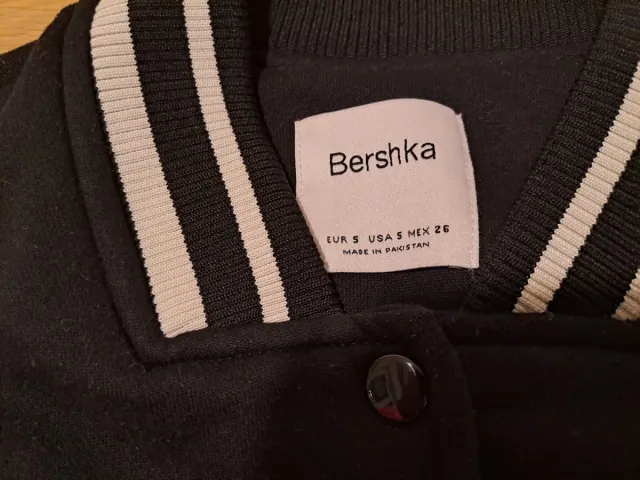 Bershka
EUR S USA S MEX 26
MADE IN PAKISTAN